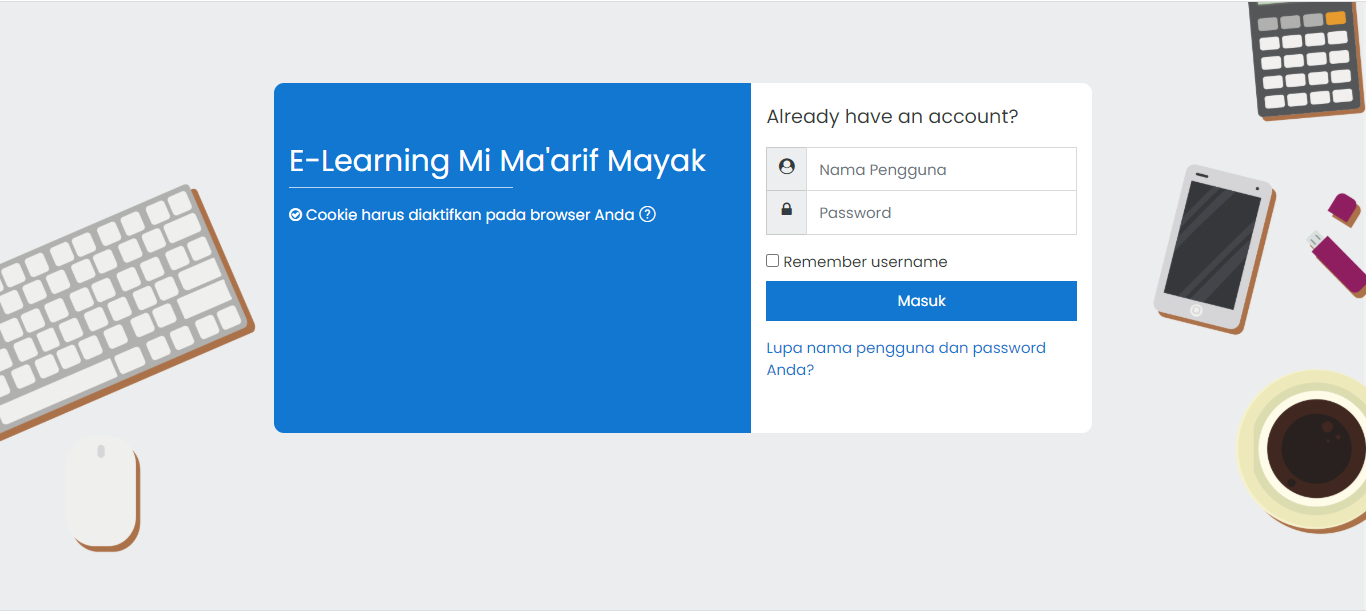 E-Learning Mi Ma'arif Mayak
Cookie harus diaktifkan pada browser Anda
Already have an account?
Nama Pengguna
Password
Remember username
Masuk
Lupa nama pengguna dan password
Anda?